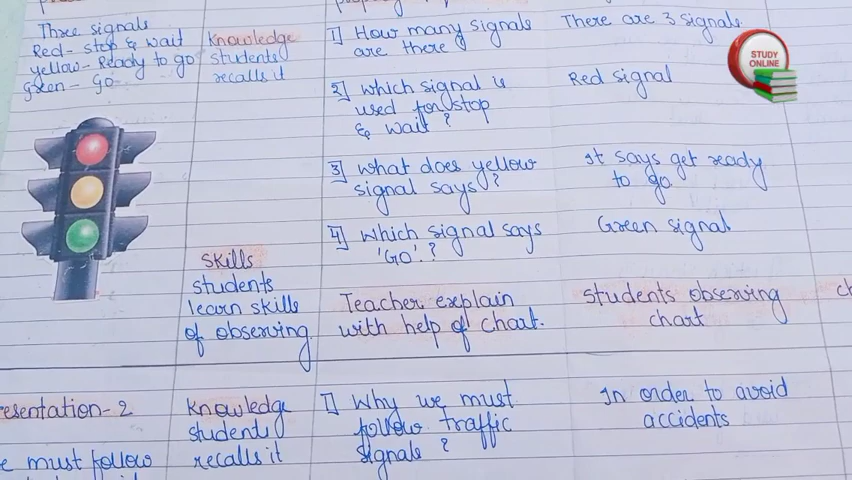 Three signals
Red- stop & wait
yellow- Ready to go
Green - Go
Knowledge
students
recalls it
1] How many signals
are there
There are 3 signals.
2] which signal is
used for stop
& wait?
Red signal
3] what does yellow
signal says?
It says get ready
to go
4] Which signal says
'GO'.?
Green signal
Skills
students
learn skills
of observing.
Teacher explain
with help of chart.
students observing
chart
ch
resentation-2
e must follow
Knowledge
students
recalls it
1] Why we must
follow traffic
signals?
In order to avoid
accidents
STUDY
ONLINE